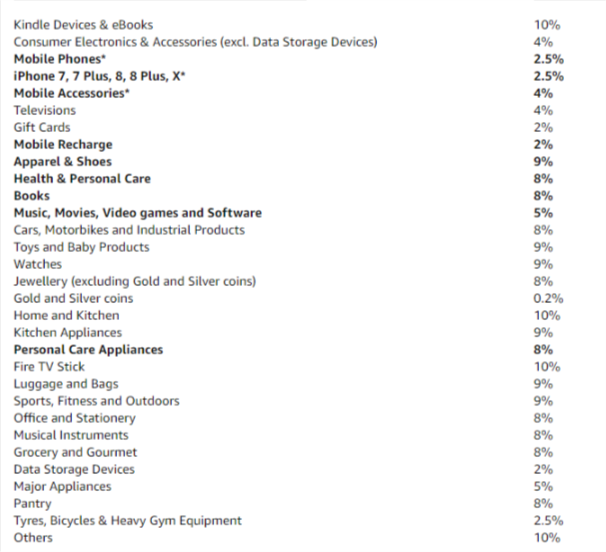 Kindle Devices & eBooks 10%
Consumer Electronics & Accessories (excl. Data Storage Devices) 4%
Mobile Phones* 2.5%
iPhone 7, 7 Plus, 8, 8 Plus, X* 2.5%
Mobile Accessories* 4%
Televisions 4%
Gift Cards 2%
Mobile Recharge 2%
Apparel & Shoes 9%
Health & Personal Care 8%
Books 8%
Music, Movies, Video games and Software 5%
Cars, Motorbikes and Industrial Products 8%
Toys and Baby Products 9%
Watches 9%
Jewellery (excluding Gold and Silver coins) 8%
Gold and Silver coins 0.2%
Home and Kitchen 10%
Kitchen Appliances 9%
Personal Care Appliances 8%
Fire TV Stick 10%
Luggage and Bags 9%
Sports, Fitness and Outdoors 9%
Office and Stationery 8%
Musical Instruments 8%
Grocery and Gourmet 8%
Data Storage Devices 2%
Major Appliances 5%
Pantry 8%
Tyres, Bicycles & Heavy Gym Equipment 2.5%
Others 10%